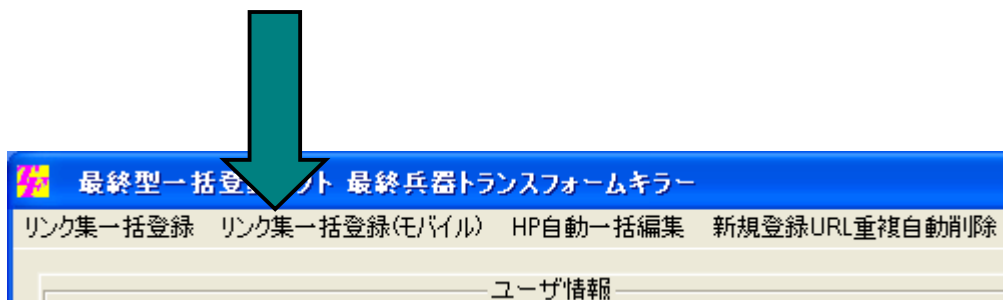 最終型一括登 ット 最終兵器トランスフォームキラー
リンク集一括登録 リンク集一括登録(モバイル) HP自動一括編集 新規登録URL重複自動削除
ユーザ情報